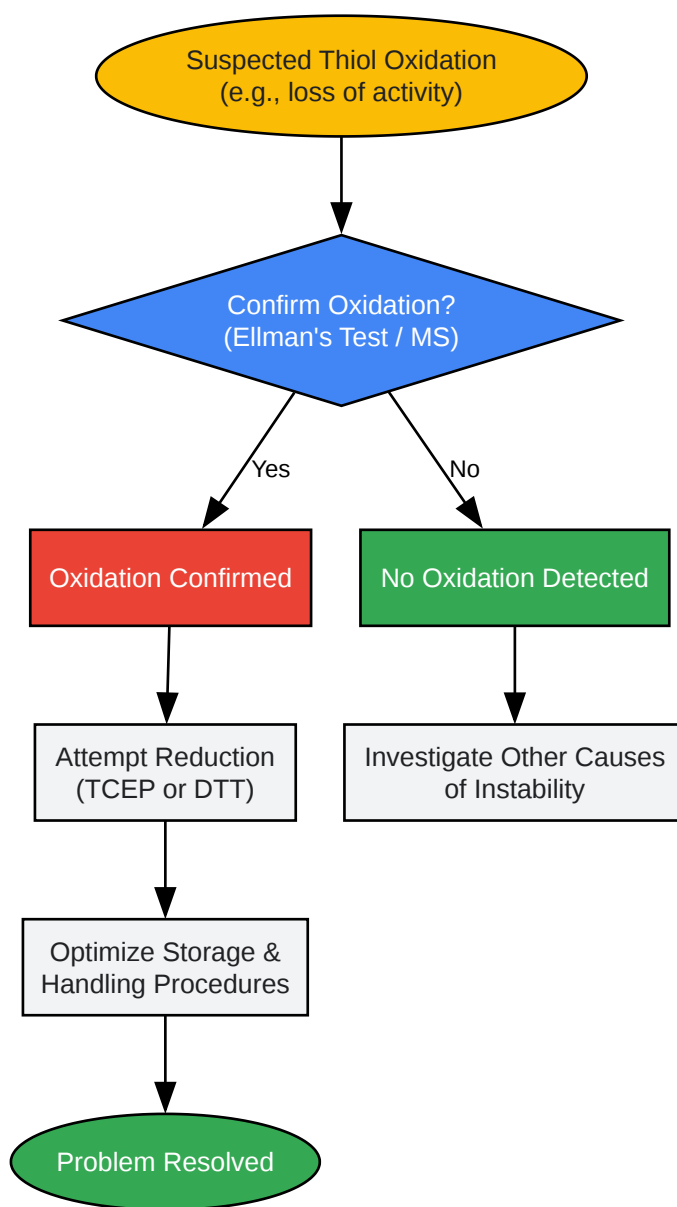 Suspected Thiol Oxidation
(e.g., loss of activity)
Confirm Oxidation?
(Ellman's Test / MS)
Yes
No
Oxidation Confirmed
No Oxidation Detected
Attempt Reduction
(TCEP or DTT)
Investigate Other Causes
of Instability
Optimize Storage &
Handling Procedures
Problem Resolved